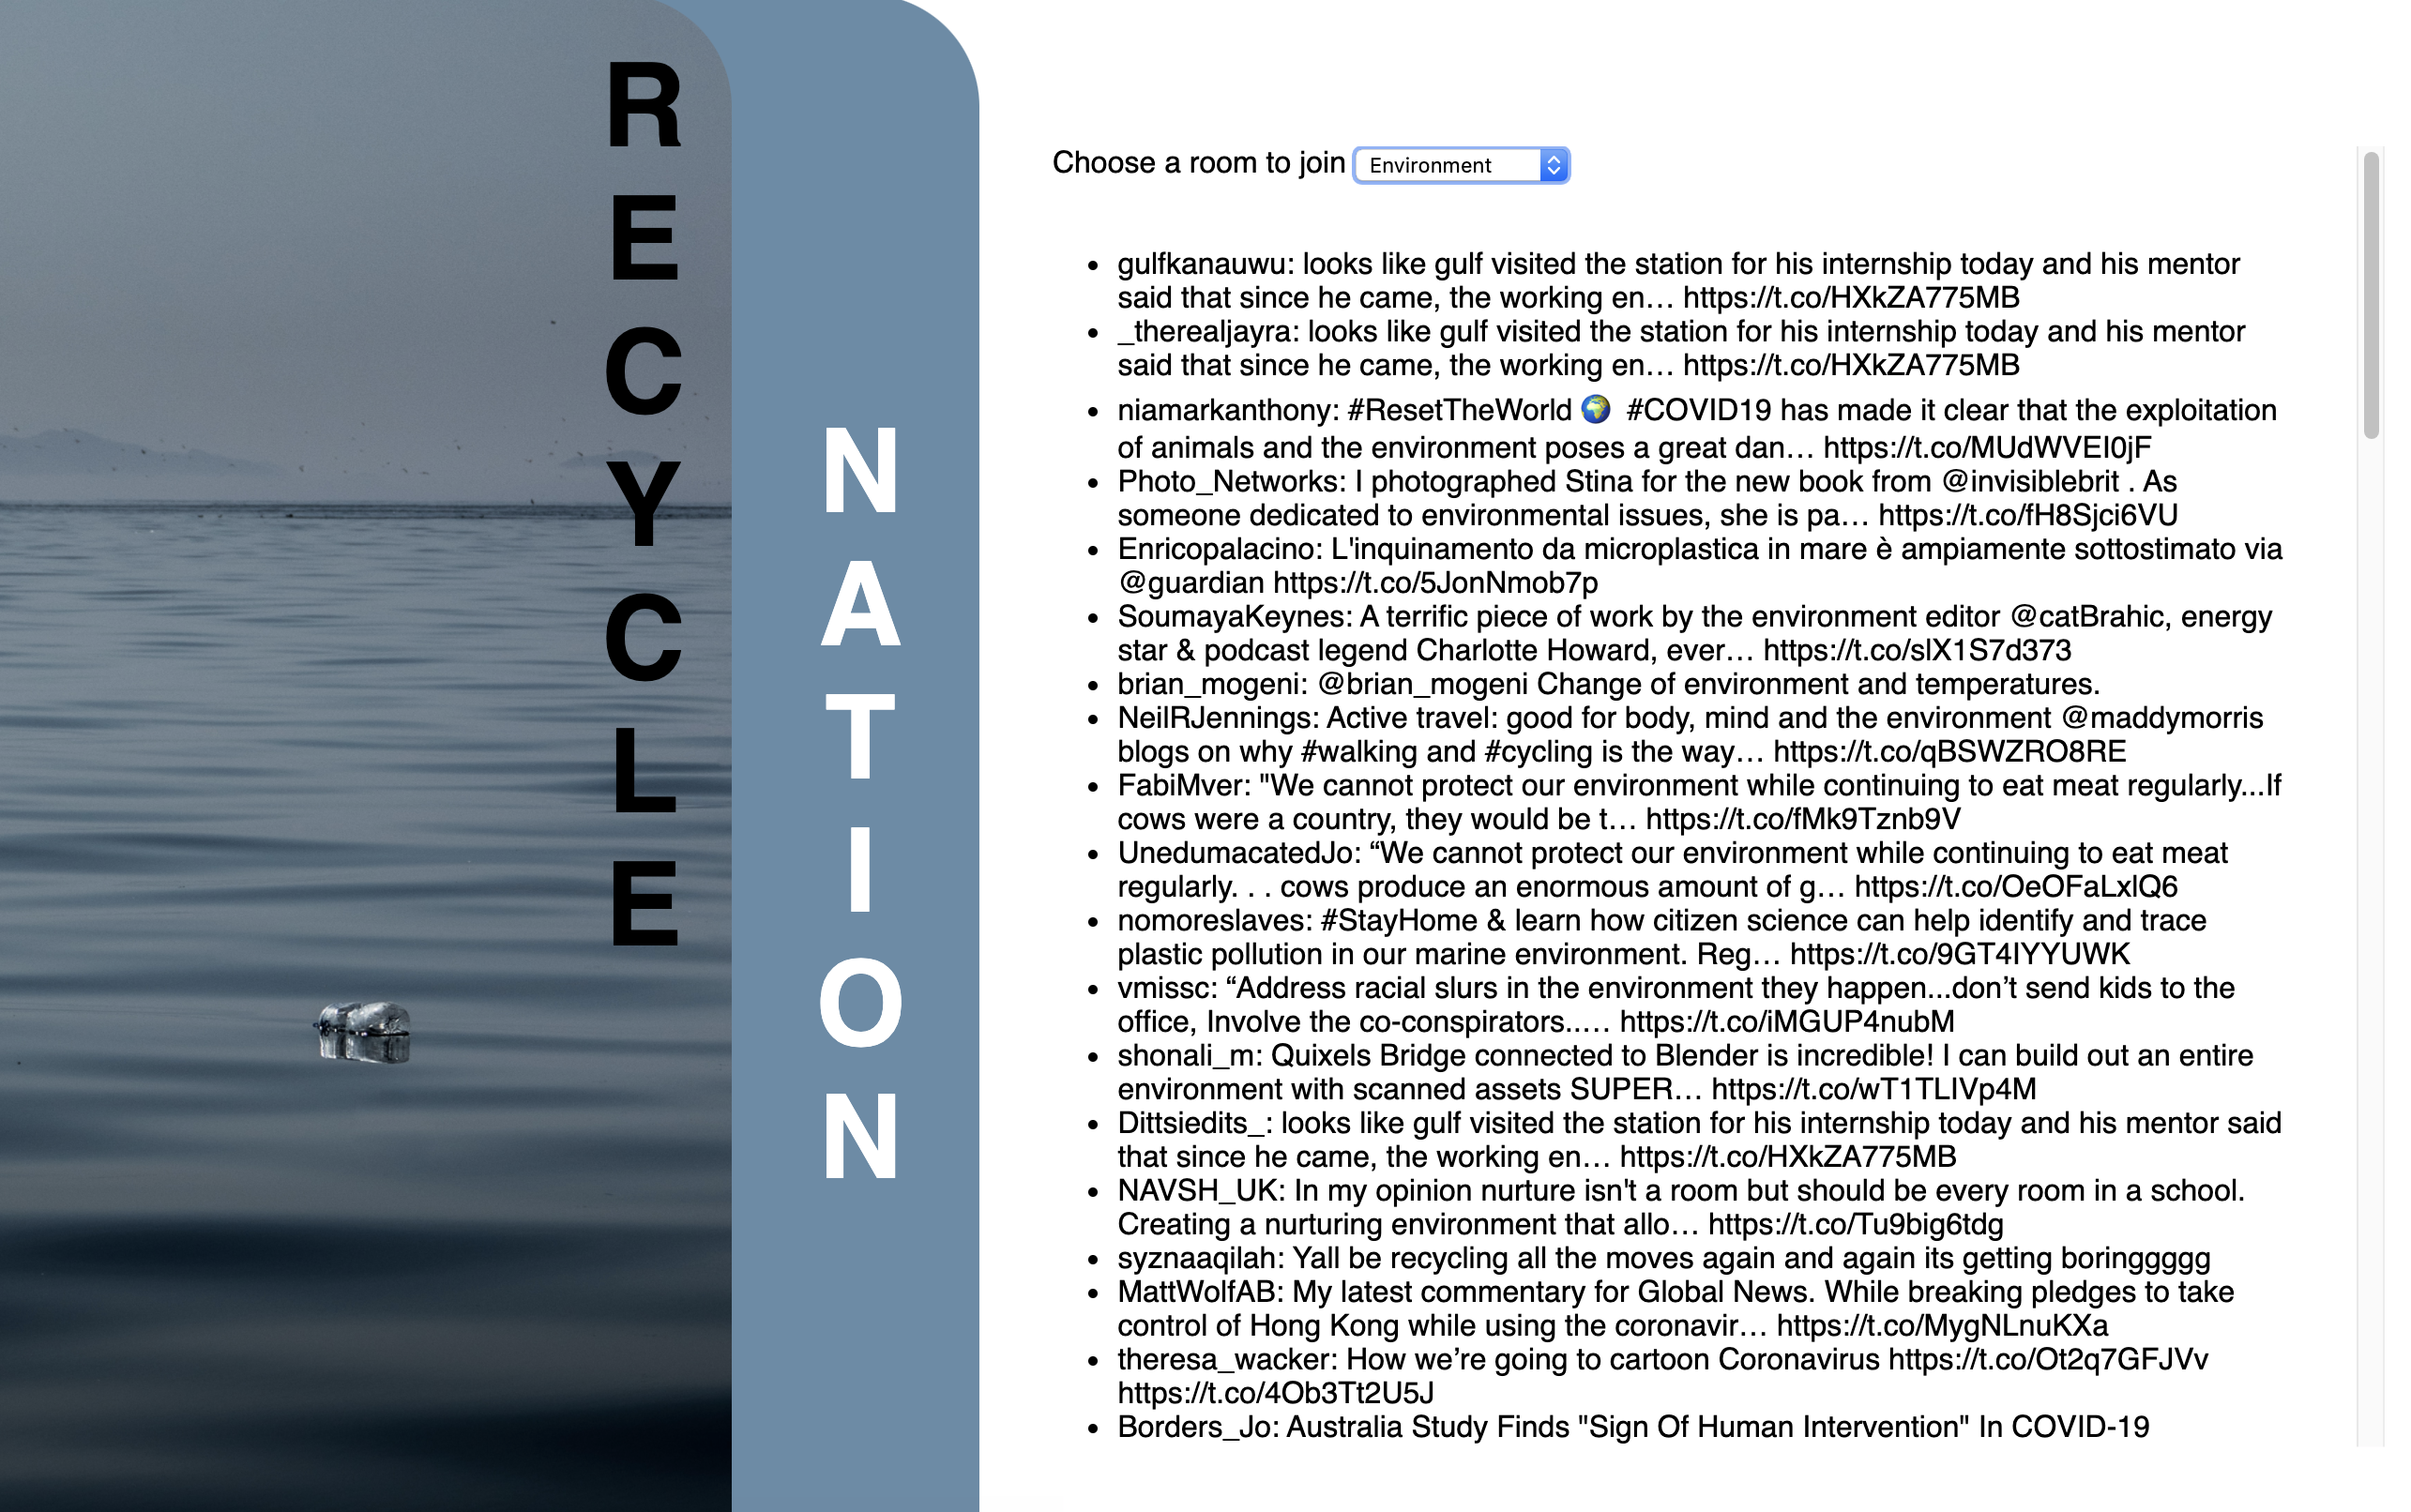 RECYCLE
NATION
Choose a room to join Environment
• gulfkanauwu: looks like gulf visited the station for his internship today and his mentor
said that since he came, the working en… https://t.co/HXkZA775MB
• _therealjayra: looks like gulf visited the station for his internship today and his mentor
said that since he came, the working en… https://t.co/HXkZA775MB
• niamarkanthony: #ResetTheWorld 🌍 #COVID19 has made it clear that the exploitation
of animals and the environment poses a great dan… https://t.co/MUdWVEI0jF
• Photo_Networks: I photographed Stina for the new book from @invisiblebrit . As
someone dedicated to environmental issues, she is pa… https://t.co/fH8Sjci6VU
• Enricopalacino: L'inquinamento da microplastica in mare è ampiamente sottostimato via
@guardian https://t.co/5JonNmob7p
• SoumayaKeynes: A terrific piece of work by the environment editor @catBrahic, energy
star & podcast legend Charlotte Howard, ever… https://t.co/slX1S7d373
• brian_mogeni: @brian_mogeni Change of environment and temperatures.
• NeilRJennings: Active travel: good for body, mind and the environment @maddymorris
blogs on why #walking and #cycling is the way… https://t.co/qBSWZRO8RE
• FabiMver: "We cannot protect our environment while continuing to eat meat regularly...If
cows were a country, they would be t… https://t.co/fMk9Tznb9V
• UnedumacatedJo: “We cannot protect our environment while continuing to eat meat
regularly. . . cows produce an enormous amount of g… https://t.co/OeOFaLxlQ6
• nomoreslaves: #StayHome & learn how citizen science can help identify and trace
plastic pollution in our marine environment. Reg… https://t.co/9GT4IYYUWK
• vmissc: “Address racial slurs in the environment they happen...don’t send kids to the
office, Involve the co-conspirators..… https://t.co/iMGUP4nubM
• shonali_m: Quixels Bridge connected to Blender is incredible! I can build out an entire
environment with scanned assets SUPER… https://t.co/wT1TLlVp4M
• Dittsiedits_: looks like gulf visited the station for his internship today and his mentor said
that since he came, the working en… https://t.co/HXkZA775MB
• NAVSH_UK: In my opinion nurture isn't a room but should be every room in a school.
Creating a nurturing environment that allo… https://t.co/Tu9big6tdg
• syznaaqilah: Yall be recycling all the moves again and again its getting boringgggg
• MattWolfAB: My latest commentary for Global News. While breaking pledges to take
control of Hong Kong while using the coronavir… https://t.co/MygNLnuKXa
• theresa_wacker: How we’re going to cartoon Coronavirus https://t.co/Ot2q7GFJVv
https://t.co/4Ob3Tt2U5J
• Borders_Jo: Australia Study Finds "Sign Of Human Intervention" In COVID-19